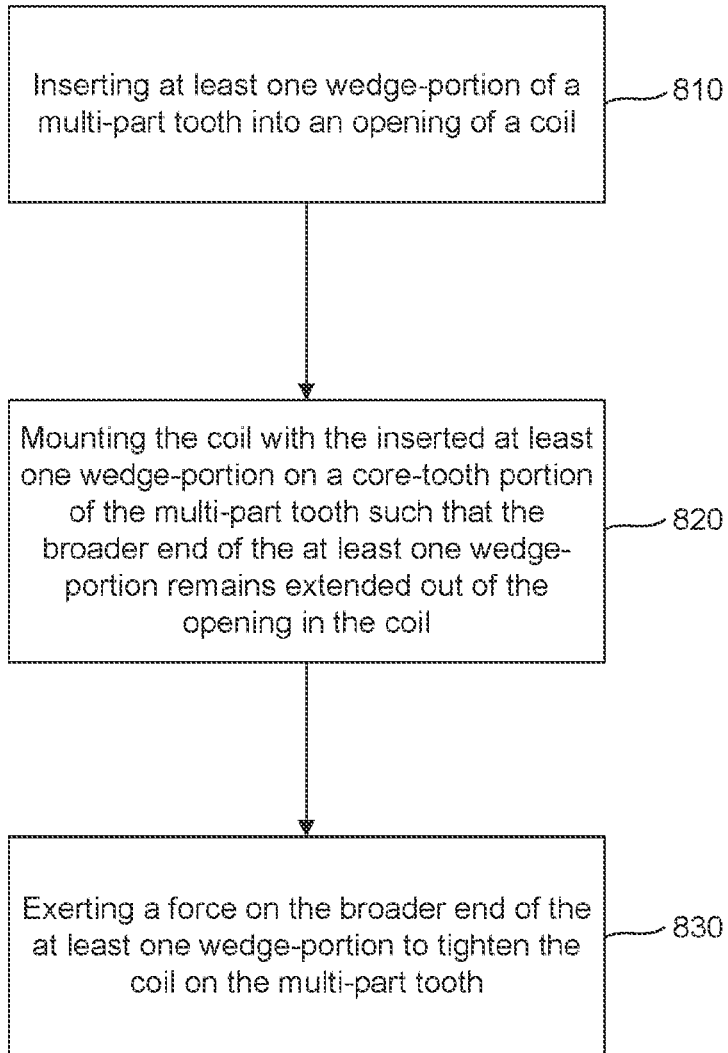 Inserting at least one wedge-portion of a
multi-part tooth into an opening of a coil
810
Mounting the coil with the inserted at least
one wedge-portion on a core-tooth portion
of the multi-part tooth such that the
broader end of the at least one wedge-
portion remains extended out of the
opening in the coil
820
Exerting a force on the broader end of the
at least one wedge-portion to tighten the
coil on the multi-part tooth
830